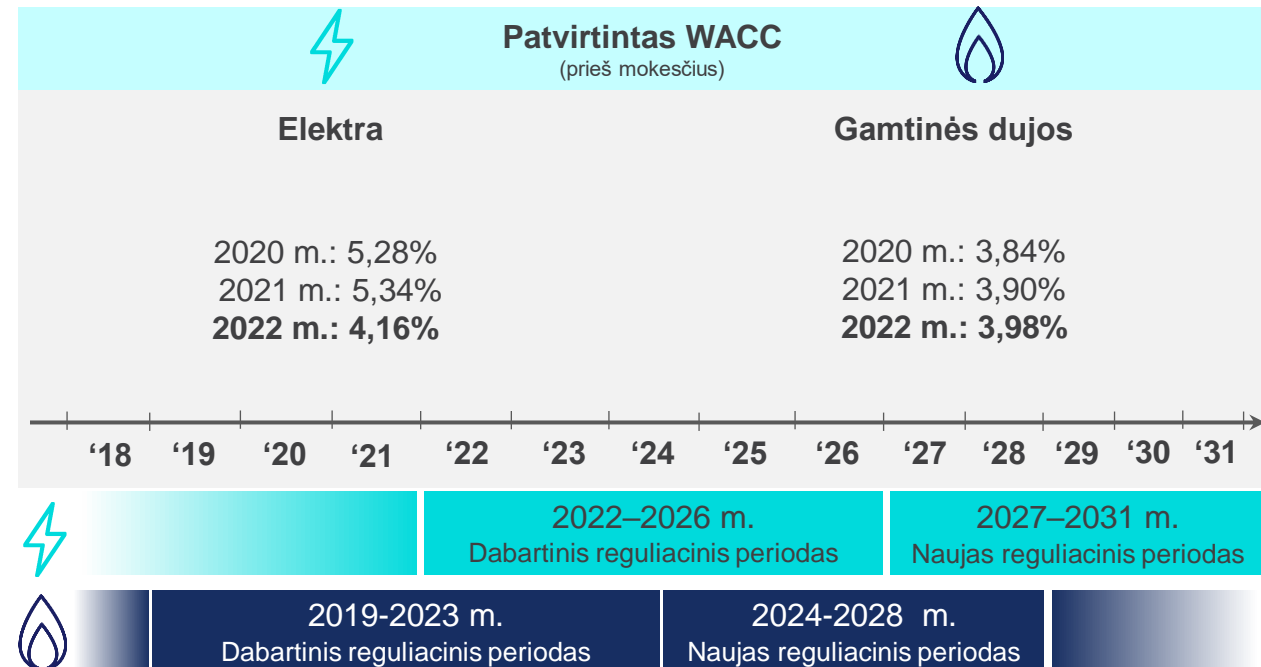 Patvirtintas WACC
(prieš mokesčius)
Elektra
Gamtinės dujos
2020 m.: 5,28%
2021 m.: 5,34%
2022 m.: 4,16%
2020 m.: 3,84%
2021 m.: 3,90%
2022 m.: 3,98%
‘18 ‘19 ‘20 ‘21 ‘22 ‘23 ‘24 ‘25 ‘26 ‘27 ‘28 ‘29 ‘30 ‘31
2022–2026 m.
Dabartinis reguliacinis periodas
2027–2031 m.
Naujas reguliacinis periodas
2019-2023 m.
Dabartinis reguliacinis periodas
2024-2028 m.
Naujas reguliacinis periodas